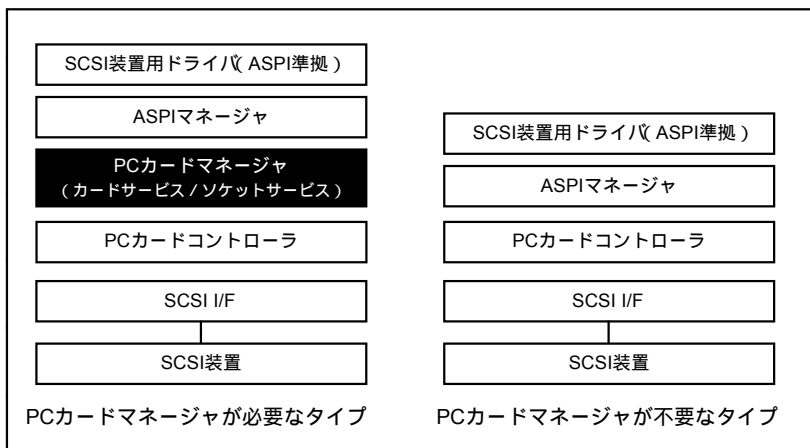 SCSI装置用ドライバ(ASPI準拠)
ASPIマネージャ
PCカードマネージャ
(カードサービス/ソケットサービス)
PCカードコントローラ
SCSI I/F
SCSI装置
PCカードマネージャが必要なタイプ
SCSI装置用ドライバ(ASPI準拠)
ASPIマネージャ
PCカードコントローラ
SCSI I/F
SCSI装置
PCカードマネージャが不要なタイプ